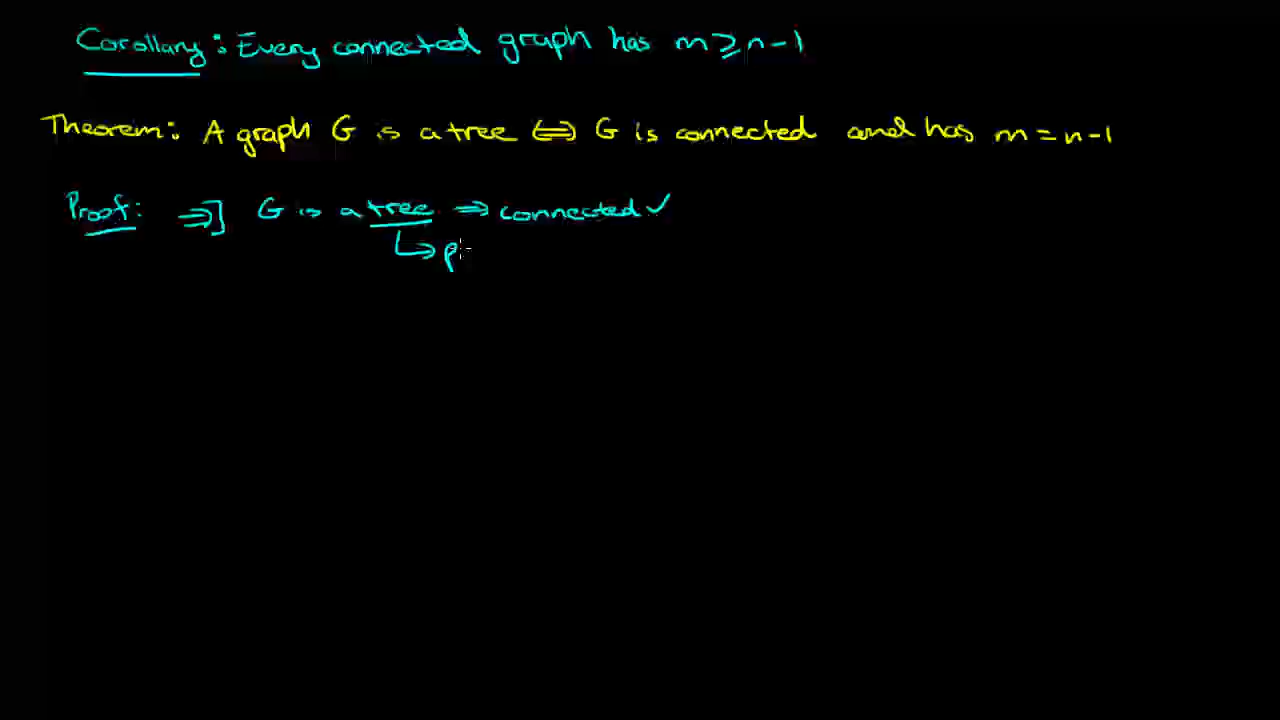 Corollary: Every connected graph has m ≥ n-1
Theorem: A graph G is a tree ⇔ G is connected and has m = n-1
Proof: ⇒] G is a tree ⇒ connected ✓
↳ p